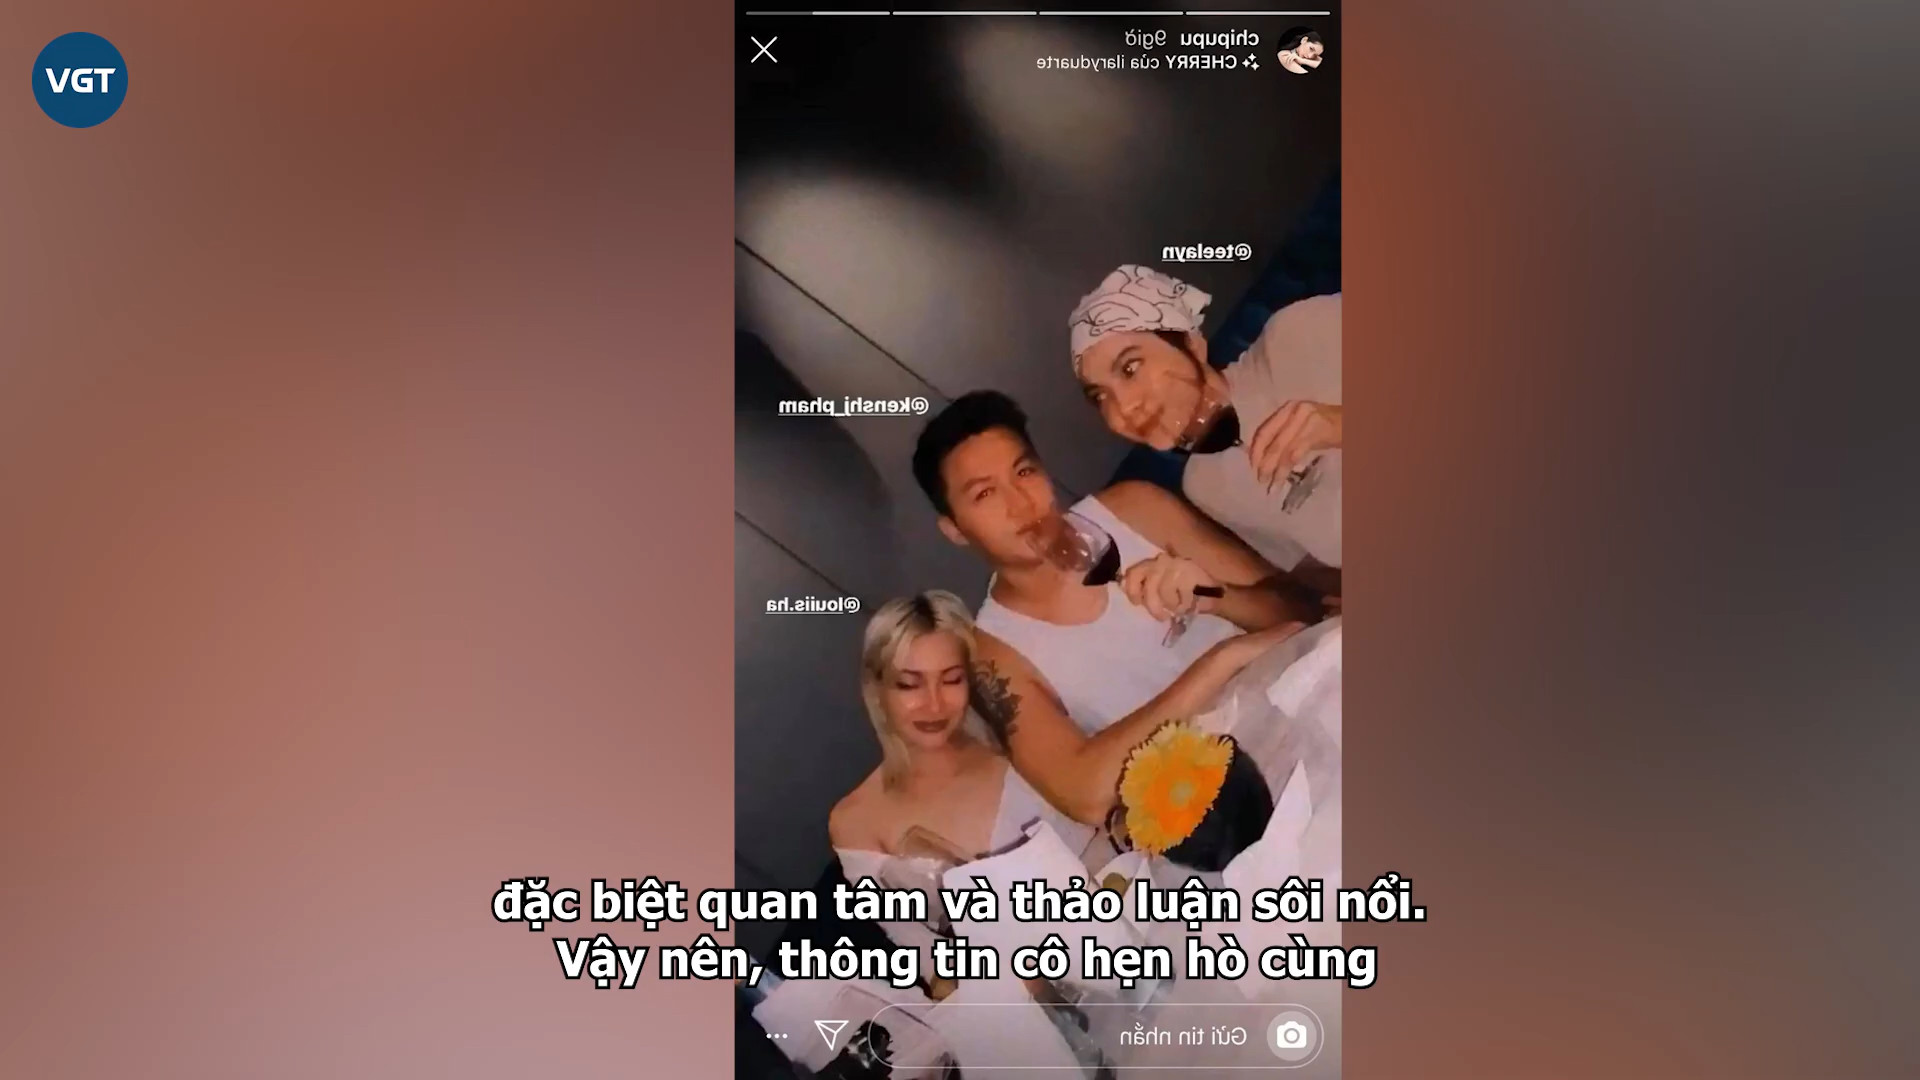 VGT
chipupu 9giờ
CHERRY của ilaryduarte
@teelayn
@kenshj_pham
@louiis.ha
đặc biệt quan tâm và thảo luận sôi nổi.
Vậy nên, thông tin cô hẹn hò cùng
Gửi tin nhắn